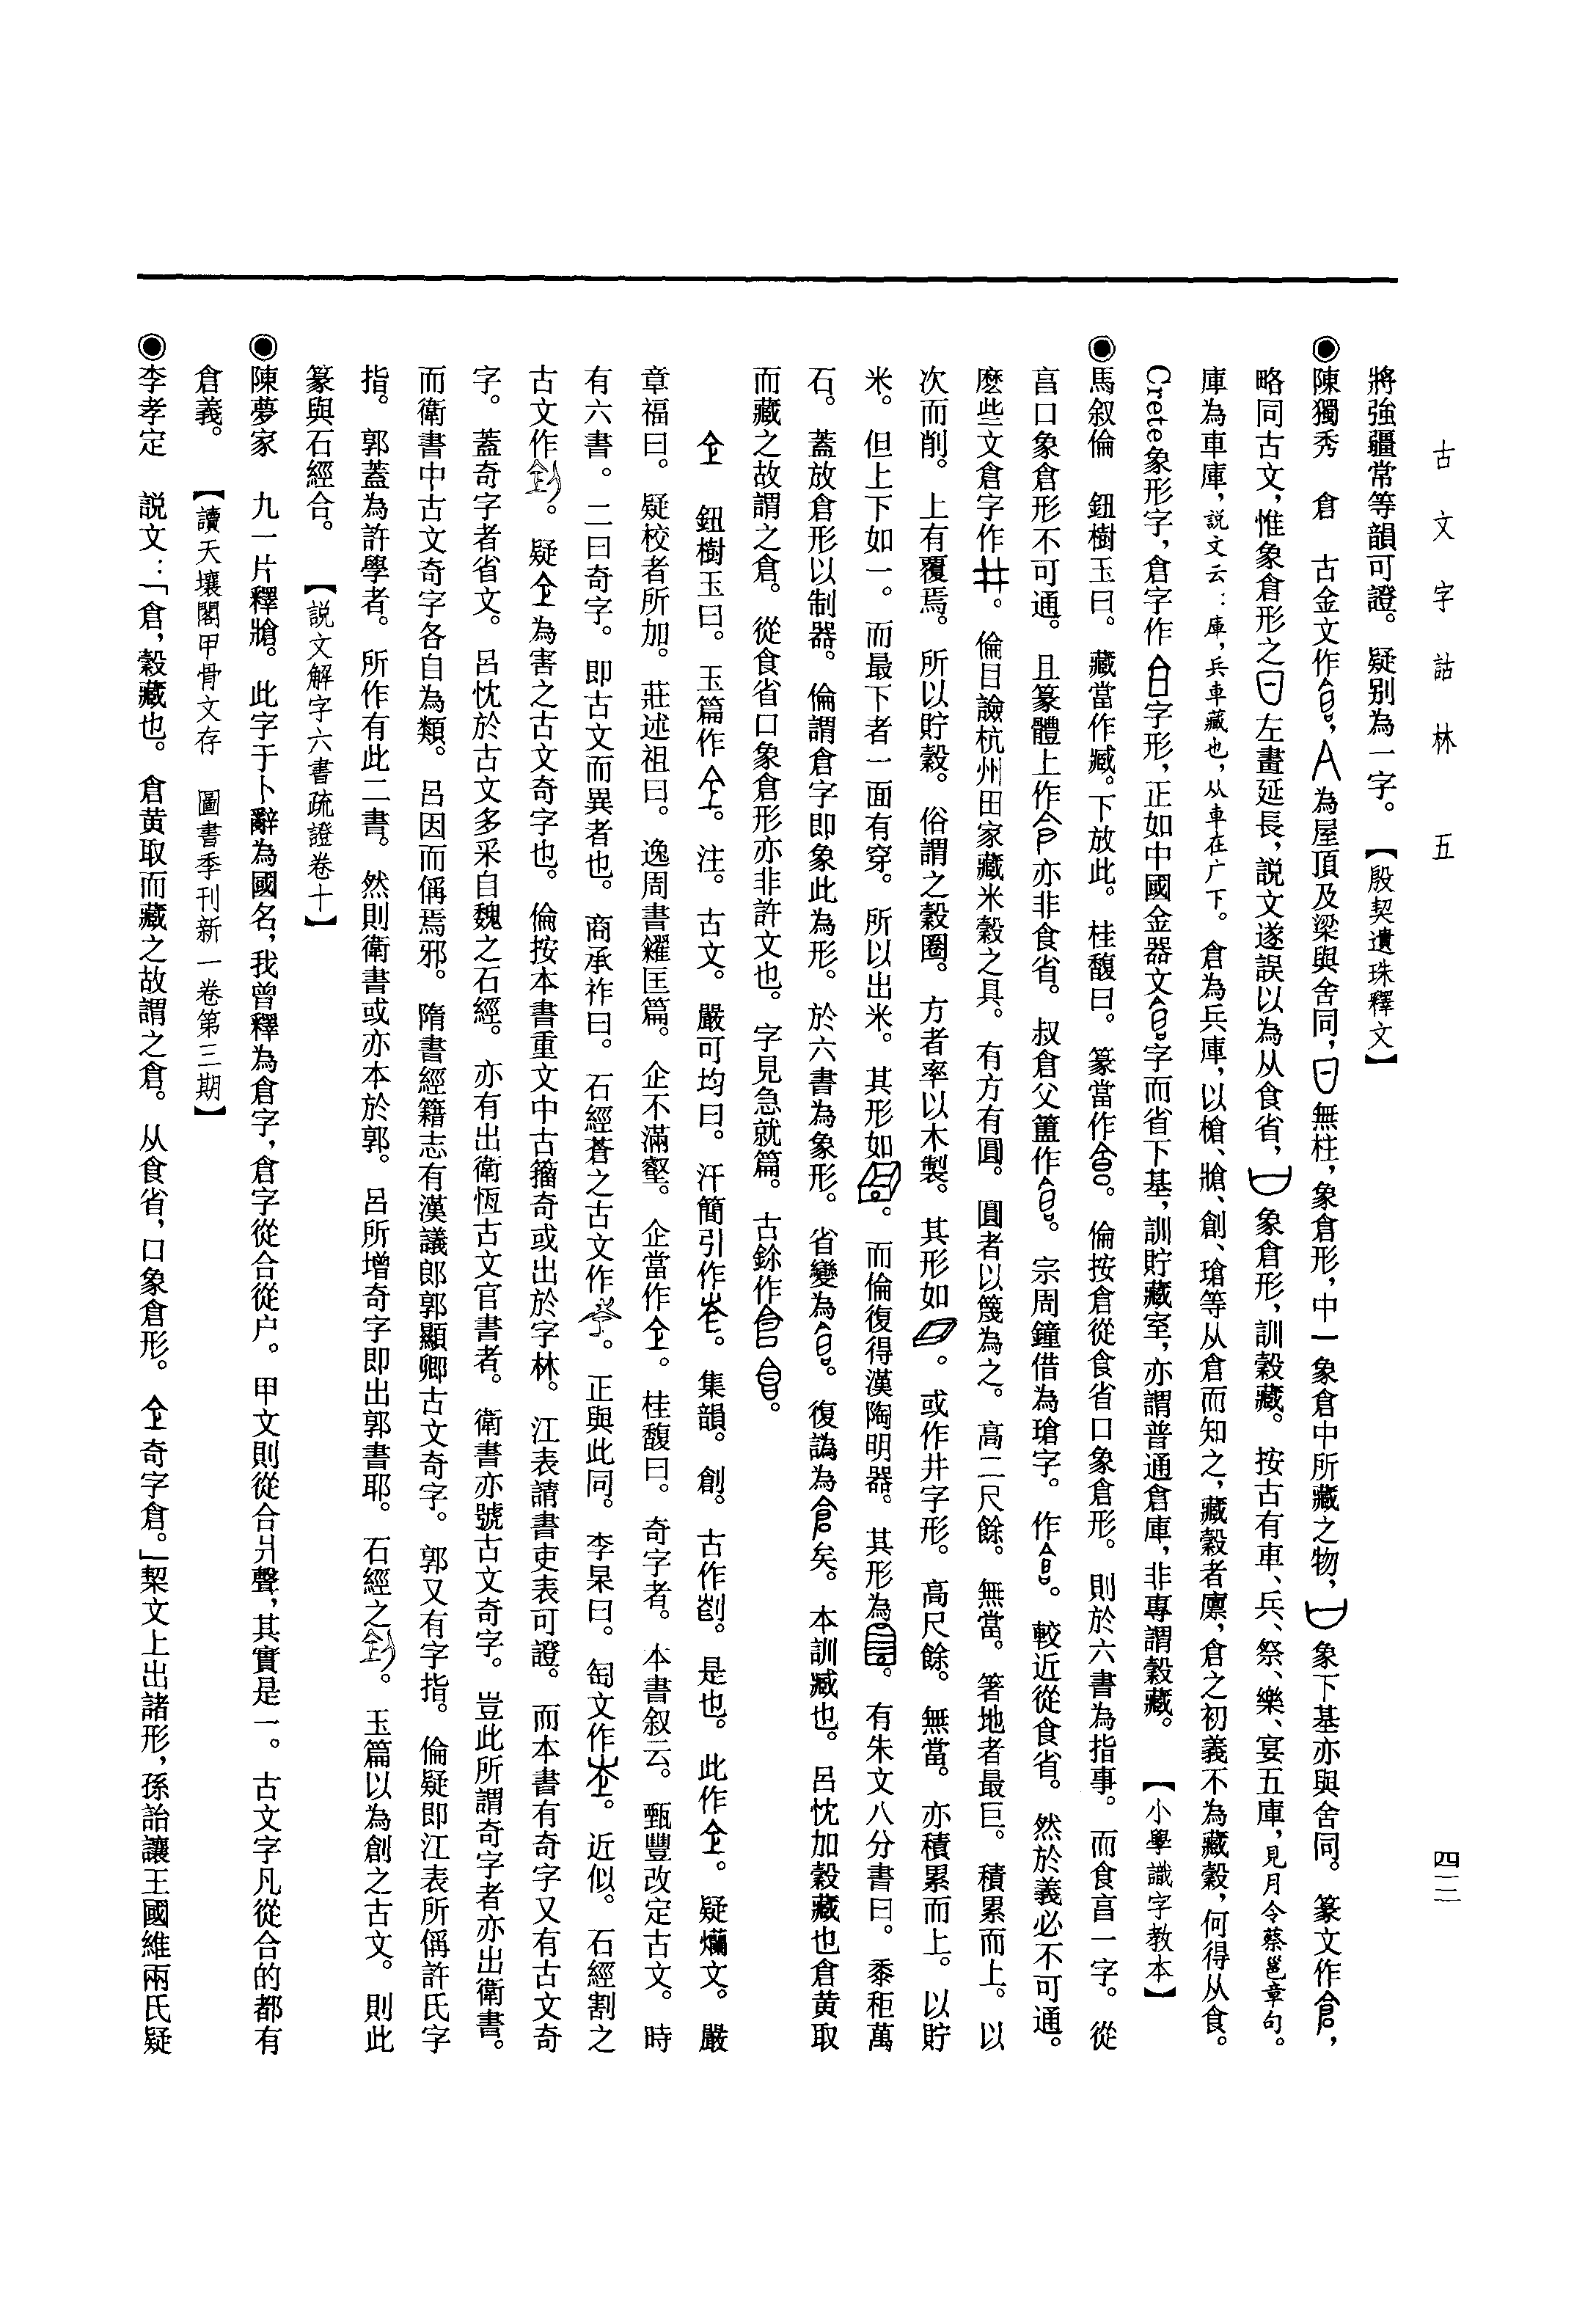 古文字詁林 五
四二二
將強疆常等韻可證。疑别為一字。【殷契遺珠釋文】
◉陳獨秀 倉 古金文作，為屋頂及梁與舍同，無柱，象倉形，中一象倉中所藏之物，象下基亦與舍同。篆文作，
略同古文，惟象倉形之左畫延長，説文遂誤以為从食省，象倉形，訓穀藏。按古有車、兵、祭、樂、宴五庫，見月令蔡邕章句。
庫為車庫，説文云：庫，兵車藏也，从車在广下。倉為兵庫，以槍、牄、創、瑲等从倉而知之，藏穀者廪，倉之初義不為藏穀，何得从食。
Crete象形字，倉字作字形，正如中國金器文字而省下基，訓貯藏室，亦謂普通倉庫，非專謂穀藏。【小學識字教本】
◉馬叙倫 鈕樹玉曰。藏當作臧。下放此。桂馥曰。篆當作。倫按倉從食省口象倉形。則於六書為指事。而食亯一字。從
亯口象倉形不可通。且篆體上作亦非食省。叔倉父簠作。宗周鐘借為瑲字。作。較近從食省。然於義必不可通。
麽些文倉字作。倫目譣杭州田家藏米穀之具。有方有圓。圓者以篾為之。高二尺餘。無當。箸地者最巨。積累而上。以
次而削。上有覆焉。所以貯穀。俗謂之穀圈。方者率以木製。其形如。或作井字形。高尺餘。無當。亦積累而上。以貯
米。但上下如一。而最下者一面有穿。所以出米。其形如。而倫復得漢陶明器。其形為。有朱文八分書曰。黍秬萬
石。蓋放倉形以制器。倫謂倉字即象此為形。於六書為象形。省變為。復譌為矣。本訓臧也。呂忱加穀藏也倉黄取
而藏之故謂之倉。從食省口象倉形亦非許文也。字見急就篇。古鉨作。
仺 鈕樹玉曰。玉篇作仺。注。古文。嚴可均曰。汗簡引作。集韻。創。古作。是也。此作仺。疑爛文。嚴
章福曰。疑校者所加。莊述祖曰。逸周書糴匡篇。企不滿壑。企當作仺。桂馥曰。奇字者。本書叙云。甄豐改定古文。時
有六書。二曰奇字。即古文而異者也。商承祚曰。石經蒼之古文作。正與此同。李杲曰。匋文作。近似。石經割之
古文作。疑仺為害之古文奇字也。倫按本書重文中古籀奇或出於字林。江表請書吏表可證。而本書有奇字又有古文奇
字。蓋奇字者省文。呂忱於古文多采自魏之石經。亦有出衛恆古文官書者。衛書亦號古文奇字。豈此所謂奇字者亦出衛書。
而衛書中古文奇字各自為類。呂因而偁焉邪。隋書經籍志有漢議郎郭顯卿古文奇字。郭又有字指。倫疑即江表所偁許氏字
指。郭蓋為許學者。所作有此二書。然則衛書或亦本於郭。呂所增奇字即出郭書耶。石經之。玉篇以為創之古文。則此
篆與石經合。【説文解字六書疏證卷十】
◉陳夢家 九一片釋牄。此字于卜辭為國名，我曾釋為倉字，倉字從合從户。甲文則從合爿聲，其實是一。古文字凡從合的都有
倉義。【讀天壤閣甲骨文存 圖書季刊新一卷第三期】
◉李孝定 説文：「倉，穀藏也。倉黄取而藏之故謂之倉。从食省，口象倉形。仺奇字倉。」栔文上出諸形，孫詒讓王國維兩氏疑